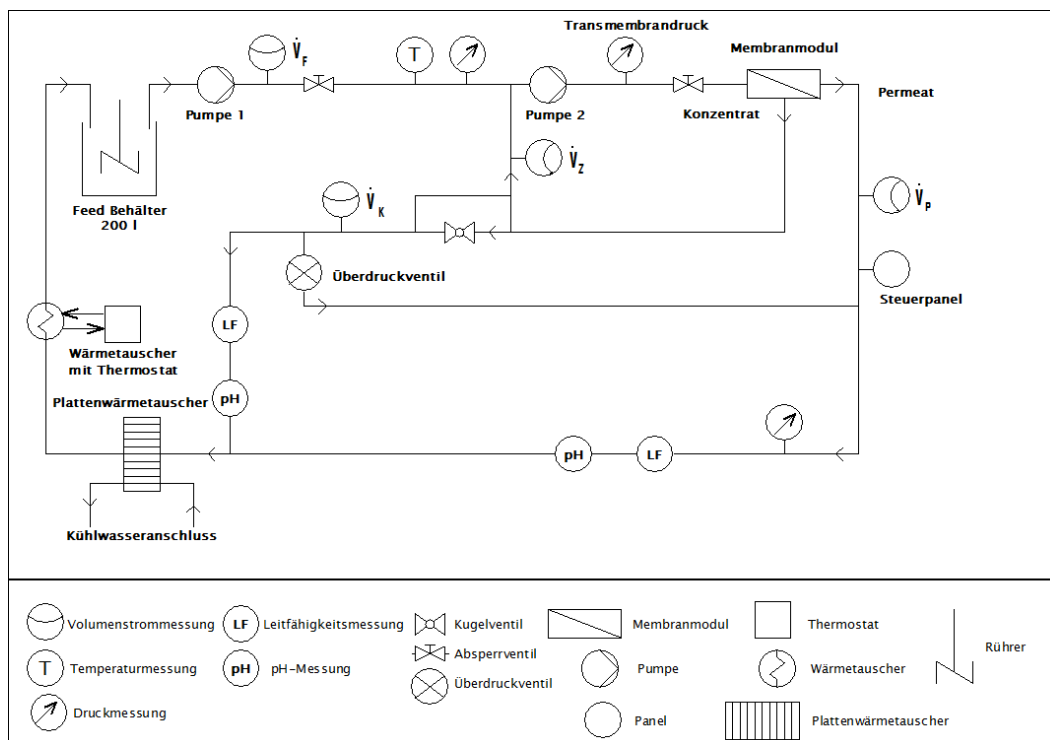 Transmembrandruck
Membranmodul
V̇F
T
Pumpe 1
Pumpe 2
Konzentrat
Permeat
V̇Z
V̇K
V̇P
Feed Behälter
200 l
Überdruckventil
Steuerpanel
LF
Wärmetauscher
mit Thermostat
Plattenwärmetauscher
pH
pH
LF
Kühlwasseranschluss
Volumenstrommessung
LF
Leitfähigkeitsmessung
Kugelventil
Membranmodul
Thermostat
Rührer
T
Temperaturmessung
pH
pH-Messung
Absperrventil
Überdruckventil
Pumpe
Wärmetauscher
Druckmessung
Panel
Plattenwärmetauscher